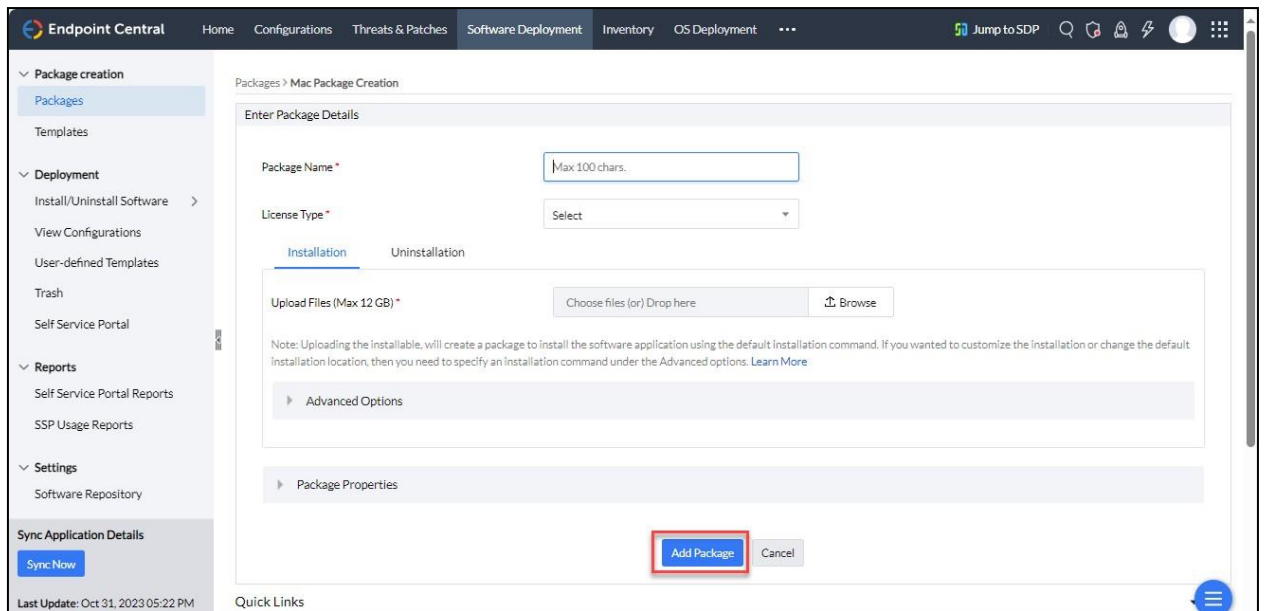 Endpoint Central Home Configurations Threats & Patches Software Deployment Inventory OS Deployment ••• Jump to SDP
Package creation
Packages
Templates
Deployment
Install/Uninstall Software
View Configurations
User-defined Templates
Trash
Self Service Portal
Reports
Self Service Portal Reports
SSP Usage Reports
Settings
Software Repository
Sync Application Details
Sync Now
Last Update: Oct 31, 2023 05:22 PM
Packages > Mac Package Creation
Enter Package Details
Package Name * Max 100 chars.
License Type * Select
Installation Uninstallation
Upload Files (Max 12 GB) * Choose files (or) Drop here Browse
Note: Uploading the installable, will create a package to install the software application using the default installation command. If you wanted to customize the installation or change the default
installation location, then you need to specify an installation command under the Advanced options. Learn More
Advanced Options
Package Properties
Add Package Cancel
Quick Links